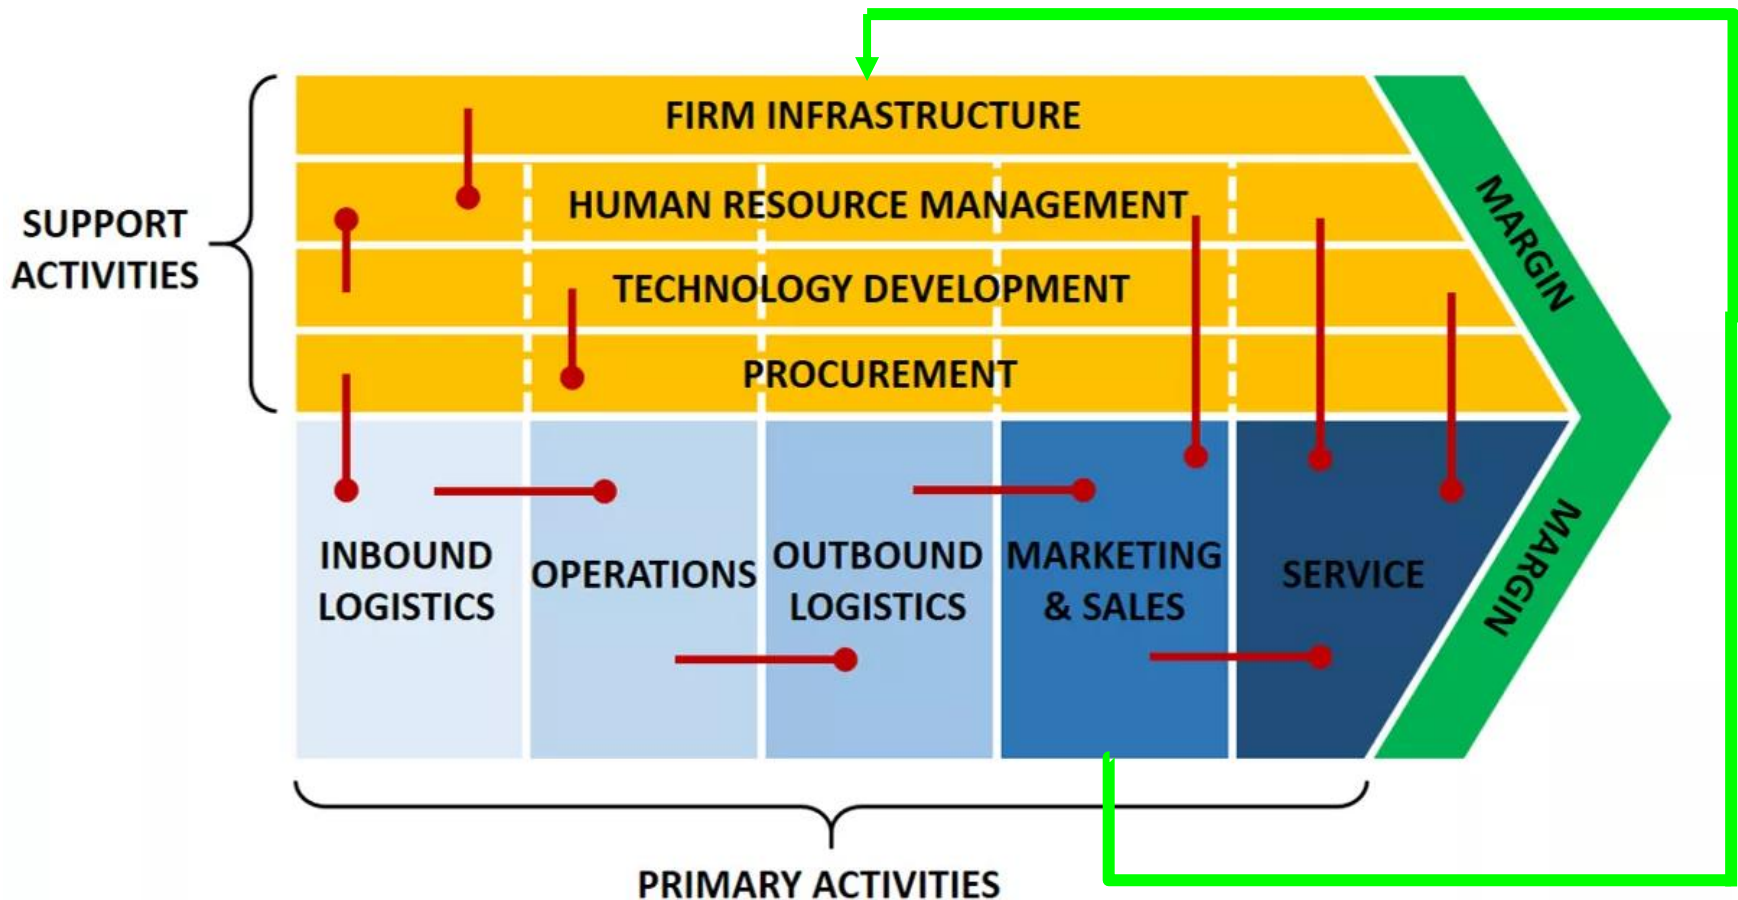 FIRM INFRASTRUCTURE
HUMAN RESOURCE MANAGEMENT
SUPPORT
ACTIVITIES
TECHNOLOGY DEVELOPMENT
PROCUREMENT
MARGIN
MARGIN
INBOUND
LOGISTICS
OPERATIONS
OUTBOUND
LOGISTICS
MARKETING
& SALES
SERVICE
PRIMARY ACTIVITIES